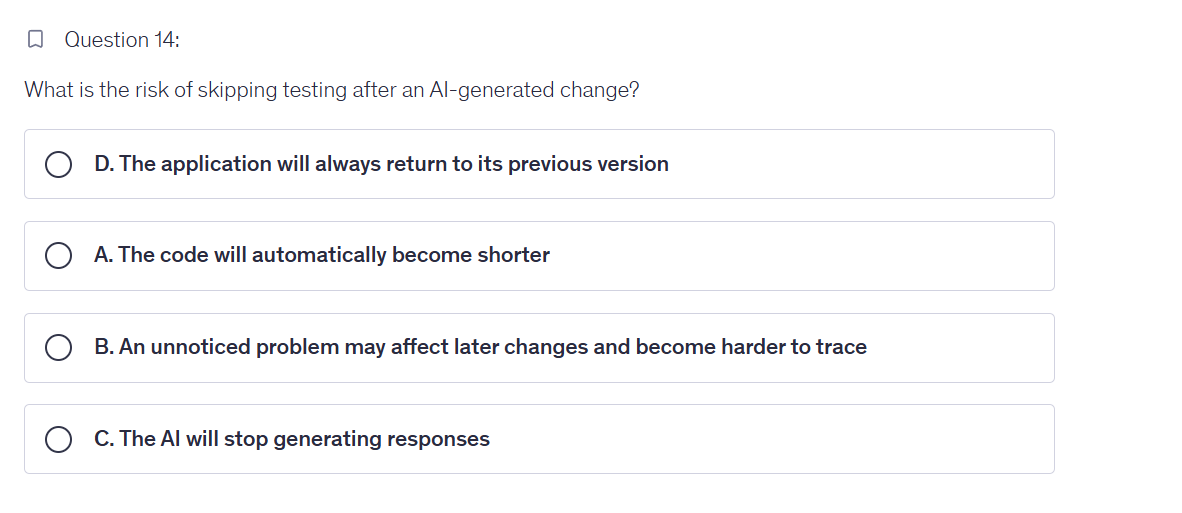 Question 14:
What is the risk of skipping testing after an AI-generated change?
D. The application will always return to its previous version
A. The code will automatically become shorter
B. An unnoticed problem may affect later changes and become harder to trace
C. The AI will stop generating responses